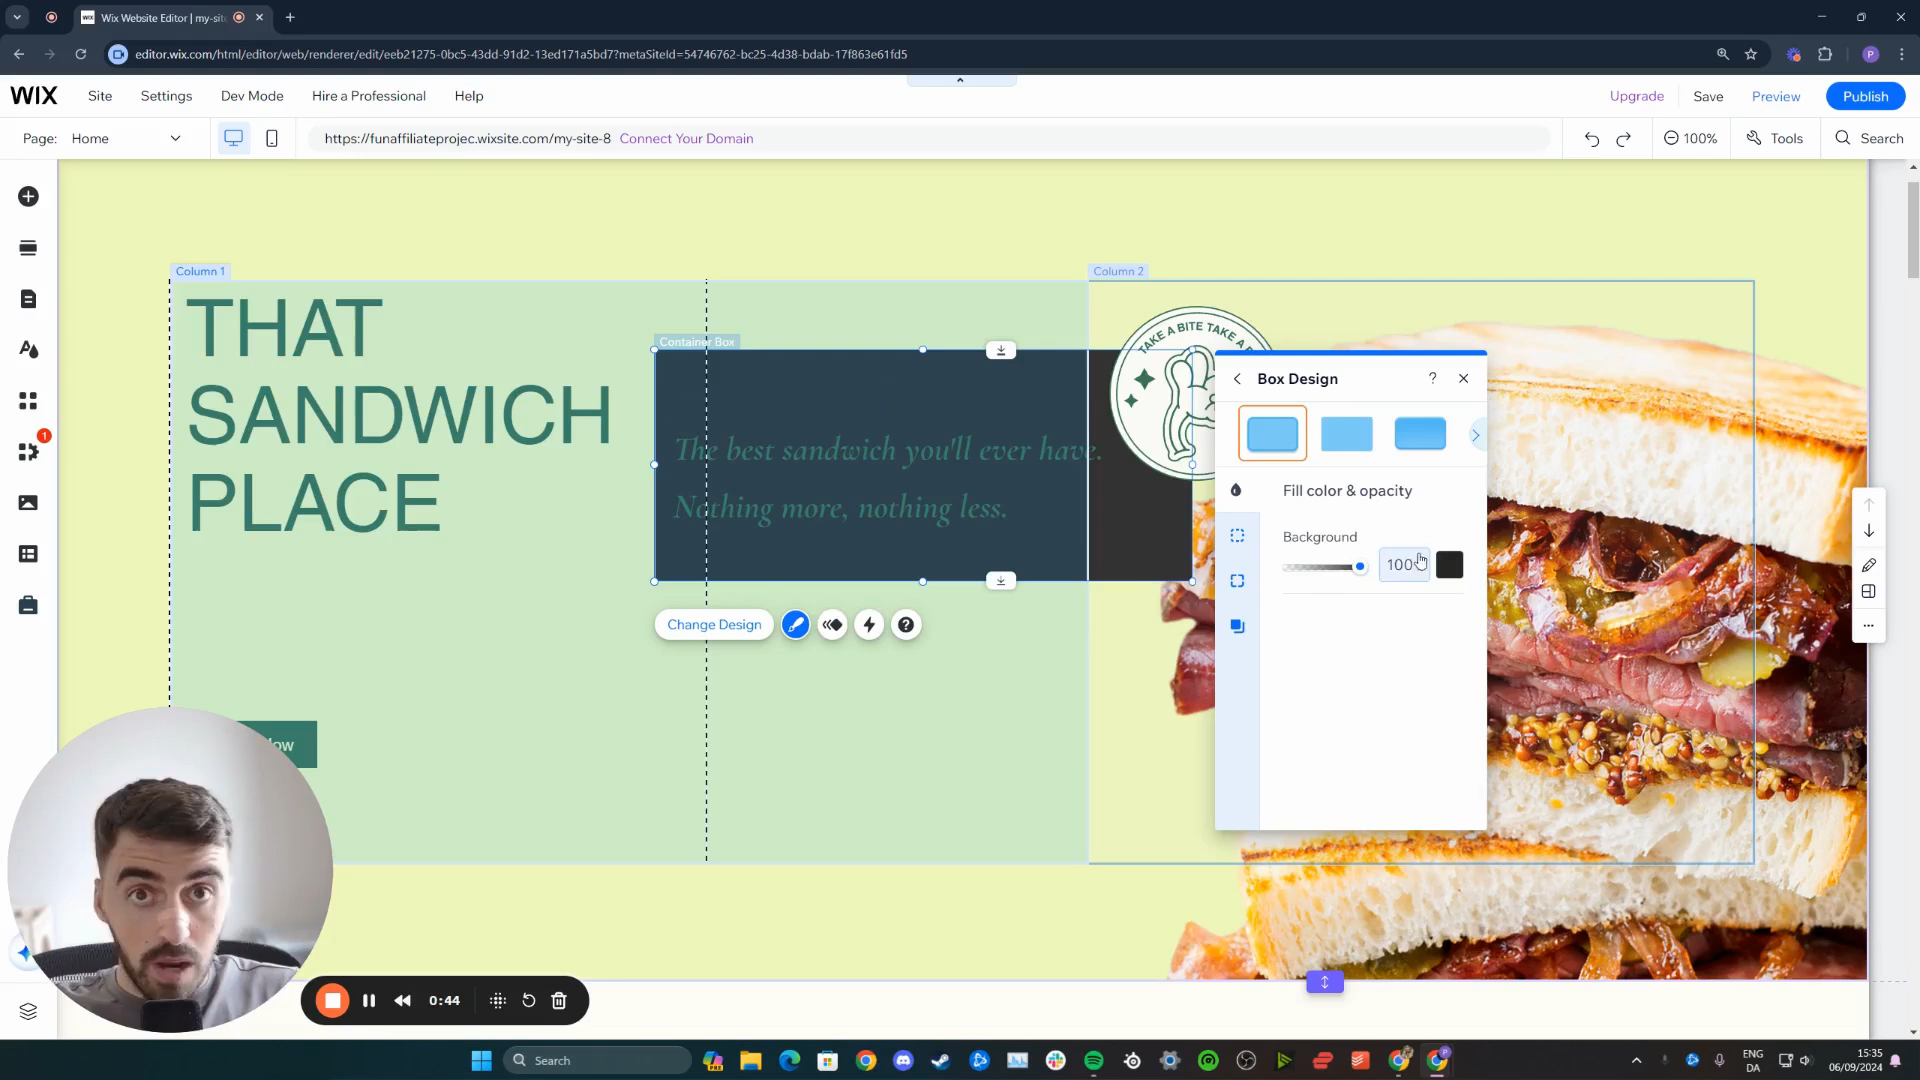 Wix Website Editor | my-sit
editor.wix.com/html/editor/web/renderer/edit/eeb21275-0bc5-43dd-91d2-13ed171a5bd7?metaSiteId=54746762-bc25-4d38-bdab-17f863e61fd5
WIX Site Settings Dev Mode Hire a Professional Help Upgrade Save Preview Publish
Page: Home https://funaffiliateprojec.wixsite.com/my-site-8 Connect Your Domain 100% Tools Search
Column 1
Column 2
THAT
SANDWICH
PLACE
Container Box
The best sandwich you'll ever have.
Nothing more, nothing less.
TAKE A BITE TAKE A
Box Design ?
Fill color & opacity
Background
100
Change Design
ow
1
0:44
Search
PRE
P
ENG
DA
15:35
06/09/2024